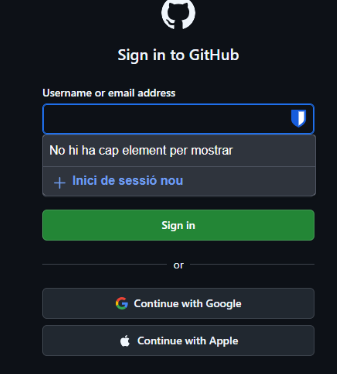 Sign in to GitHub
Username or email address
No hi ha cap element per mostrar
Inici de sessió nou
Sign in
or
Continue with Google
Continue with Apple